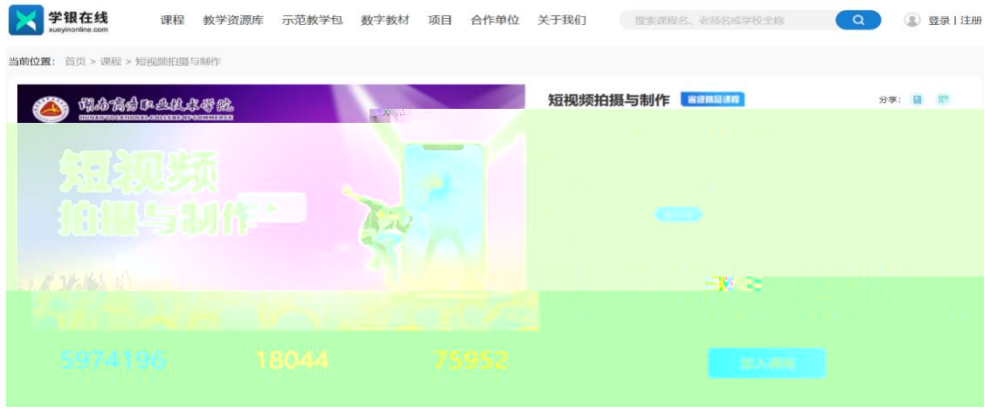 学银在线
xueyinonline.com
课程 教学资源库 示范教学包 数字教材 项目 合作单位 关于我们
搜索课程名、老师名或学校全称
登录 | 注册
当前位置： 首页 > 课程 > 短视频拍摄与制作
湖南商务职业技术学院
HUNAN VOCATIONAL COLLEGE OF COMMERCE
短视频拍摄与制作 省级精品课程
分享：
短视频
拍摄与制作
5974196 18044 75952
加入课程